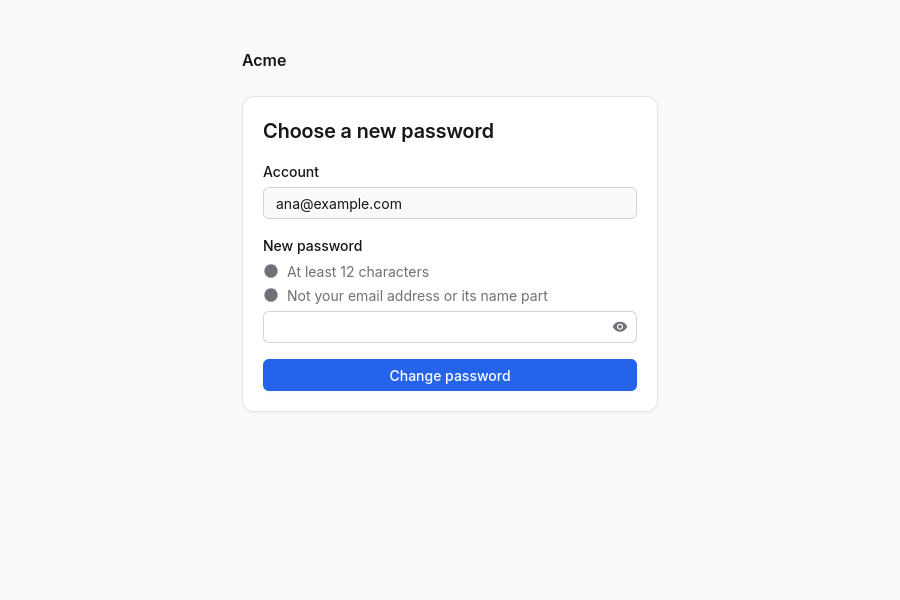 Acme
Choose a new password
Account
ana@example.com
New password
At least 12 characters
Not your email address or its name part
Change password